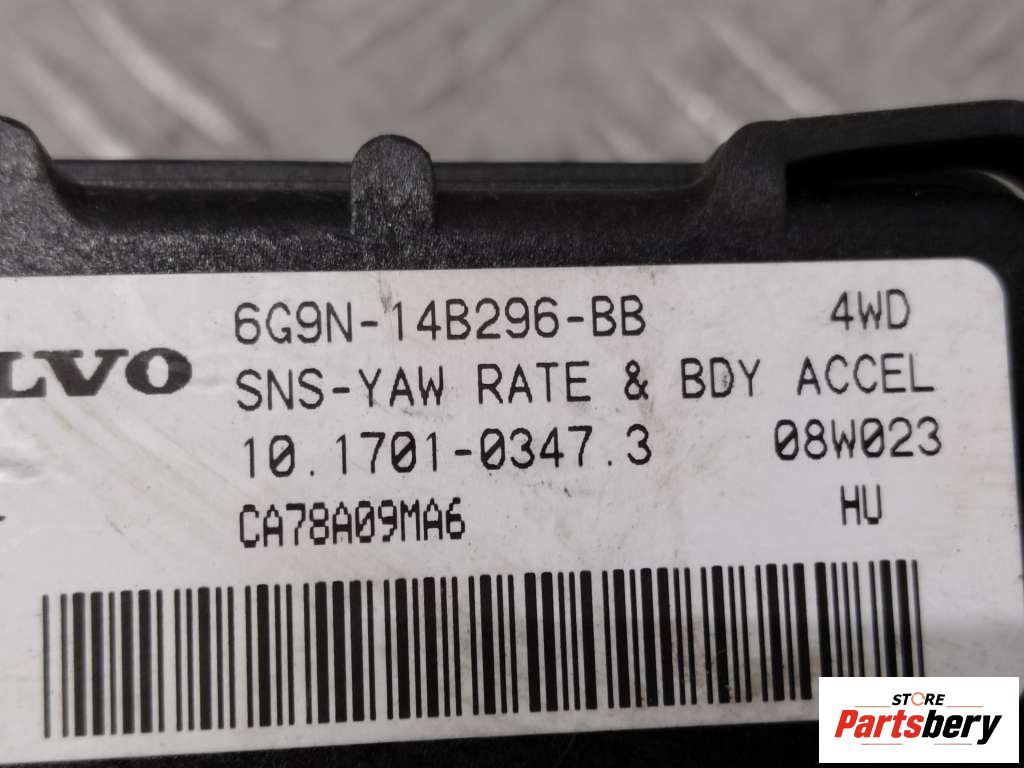 6G9N-14B296-BB 4WD
LVO SNS-YAW RATE & BDY ACCEL
10.1701-0347.3 08W023
CA78A09MA6 HU
STORE
Partsbery